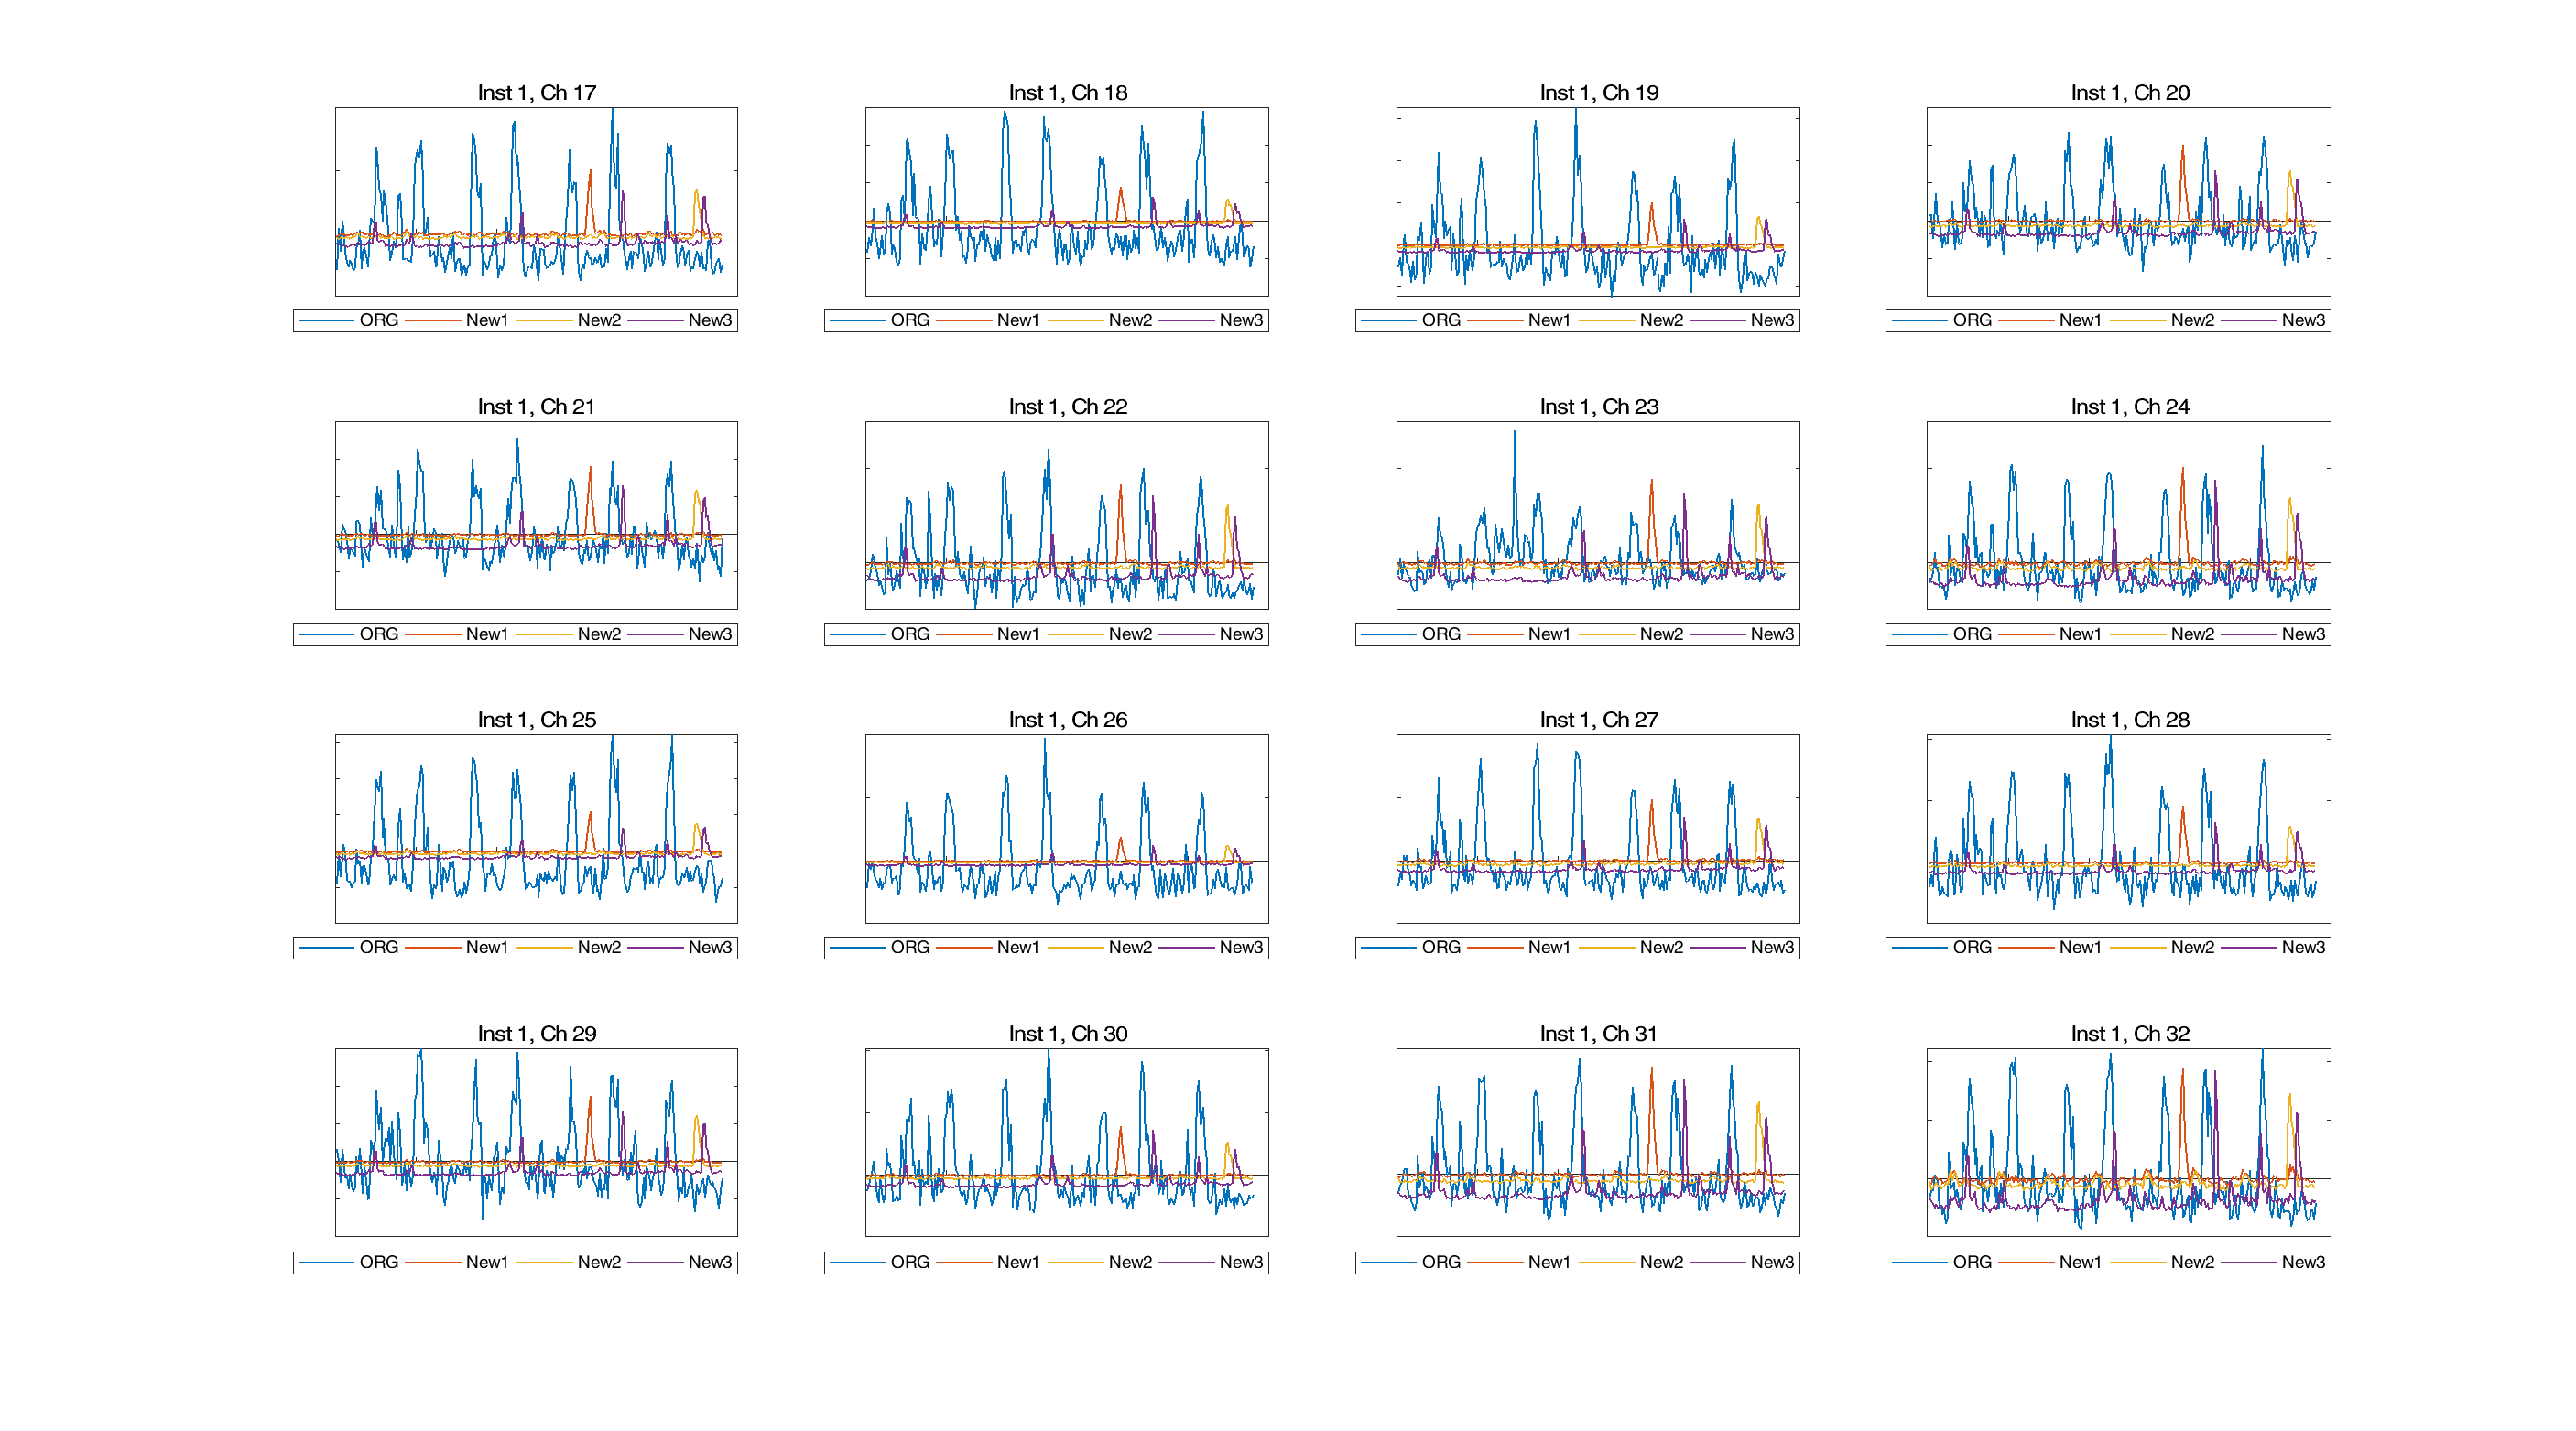 Inst 1, Ch 17
Inst 1, Ch 18
Inst 1, Ch 19
Inst 1, Ch 20
ORG New1 New2 New3
ORG New1 New2 New3
ORG New1 New2 New3
ORG New1 New2 New3
Inst 1, Ch 21
Inst 1, Ch 22
Inst 1, Ch 23
Inst 1, Ch 24
ORG New1 New2 New3
ORG New1 New2 New3
ORG New1 New2 New3
ORG New1 New2 New3
Inst 1, Ch 25
Inst 1, Ch 26
Inst 1, Ch 27
Inst 1, Ch 28
ORG New1 New2 New3
ORG New1 New2 New3
ORG New1 New2 New3
ORG New1 New2 New3
Inst 1, Ch 29
Inst 1, Ch 30
Inst 1, Ch 31
Inst 1, Ch 32
ORG New1 New2 New3
ORG New1 New2 New3
ORG New1 New2 New3
ORG New1 New2 New3